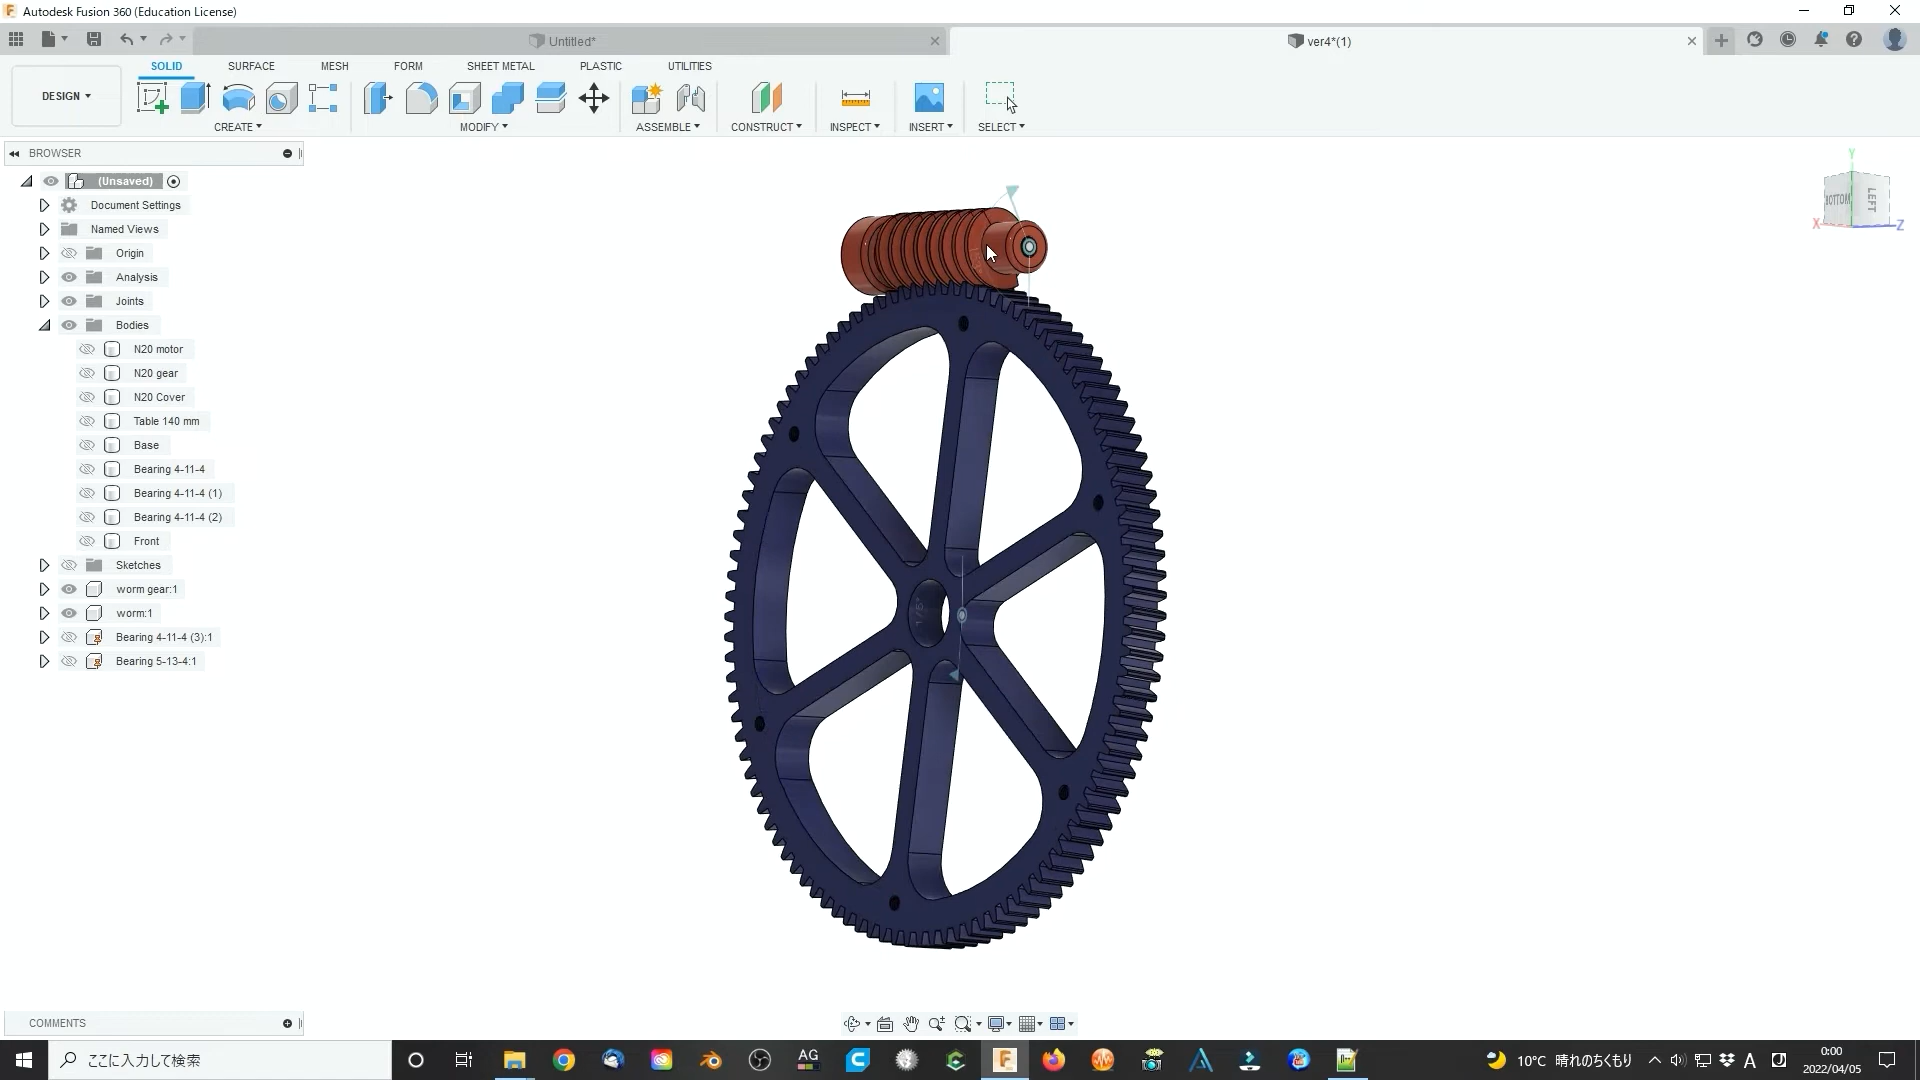 Autodesk Fusion 360 (Education License)
Untitled*
ver4*(1)
SOLID
SURFACE
MESH
FORM
SHEET METAL
PLASTIC
UTILITIES
DESIGN
CREATE
MODIFY
ASSEMBLE
CONSTRUCT
INSPECT
INSERT
SELECT
BROWSER
(Unsaved)
Document Settings
Named Views
Origin
Analysis
Joints
Bodies
N20 motor
N20 gear
N20 Cover
Table 140 mm
Base
Bearing 4-11-4
Bearing 4-11-4 (1)
Bearing 4-11-4 (2)
Front
Sketches
worm gear:1
worm:1
Bearing 4-11-4 (3):1
Bearing 5-13-4:1
Y
BOTTOM
LEFT
X
Z
COMMENTS
ここに入力して検索
AG
10°C 晴れのちくもり
A
0:00
2022/04/05